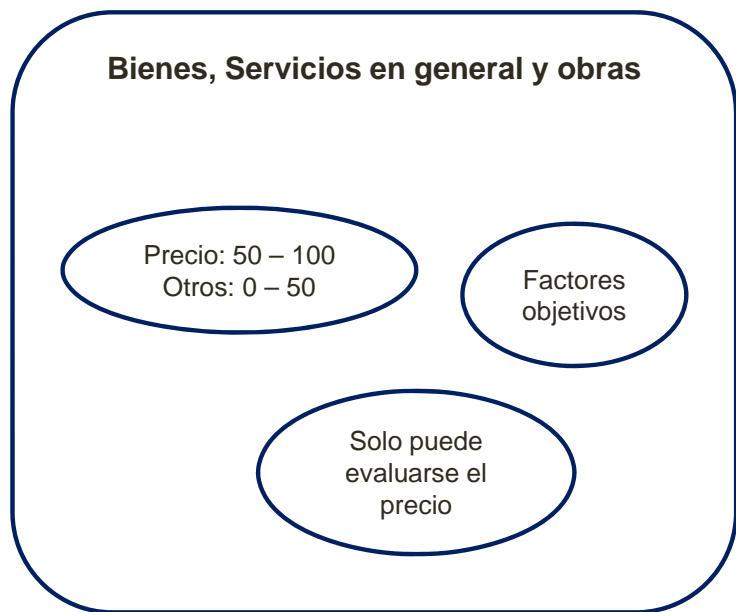 Bienes, Servicios en general y obras
Precio: 50 – 100
Otros: 0 – 50
Factores
objetivos
Solo puede
evaluarse el
precio